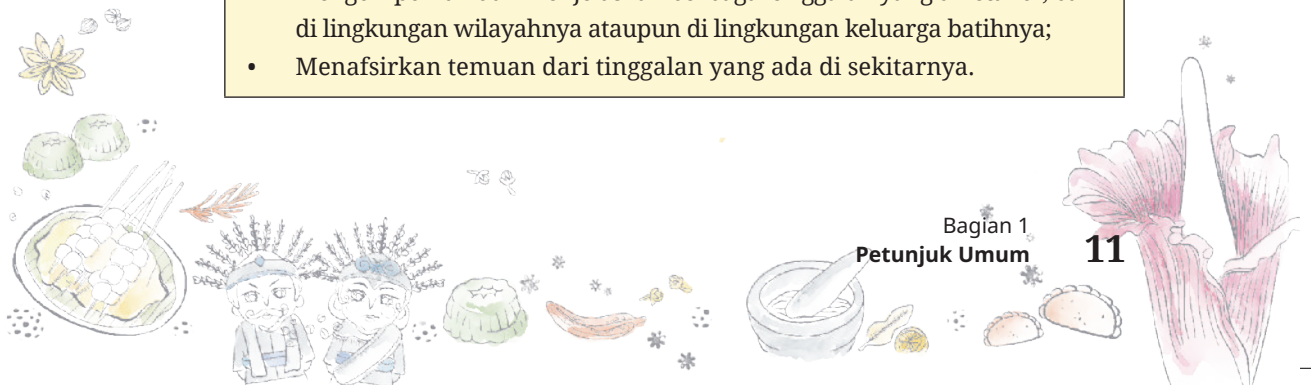 di lingkungan wilayahnya ataupun di lingkungan keluarga batihnya;
• Menafsirkan temuan dari tinggalan yang ada di sekitarnya.
Bagian 1
Petunjuk Umum 11